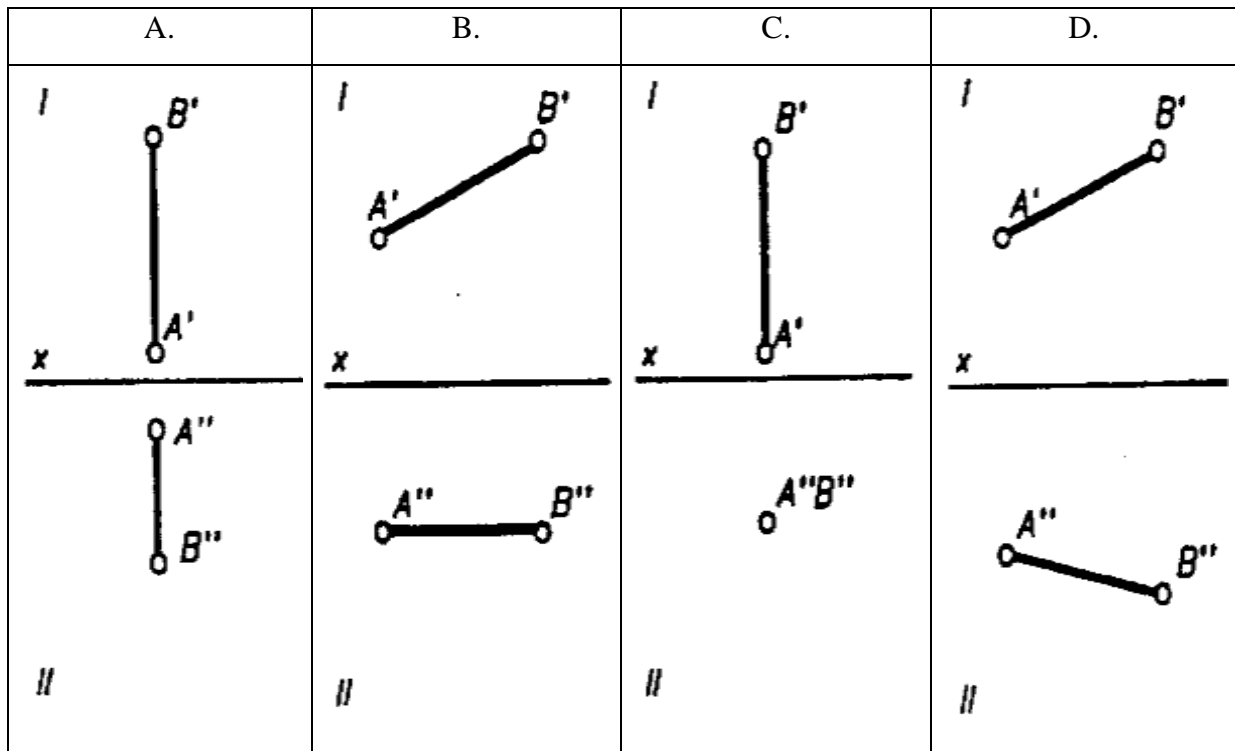 A.
B.
C.
D.
I
B'
A'
x
A"
B"
II
I
B'
A'
x
A"
B"
II
I
B'
A'
x
A"B"
II
I
B'
A'
x
A"
B"
II